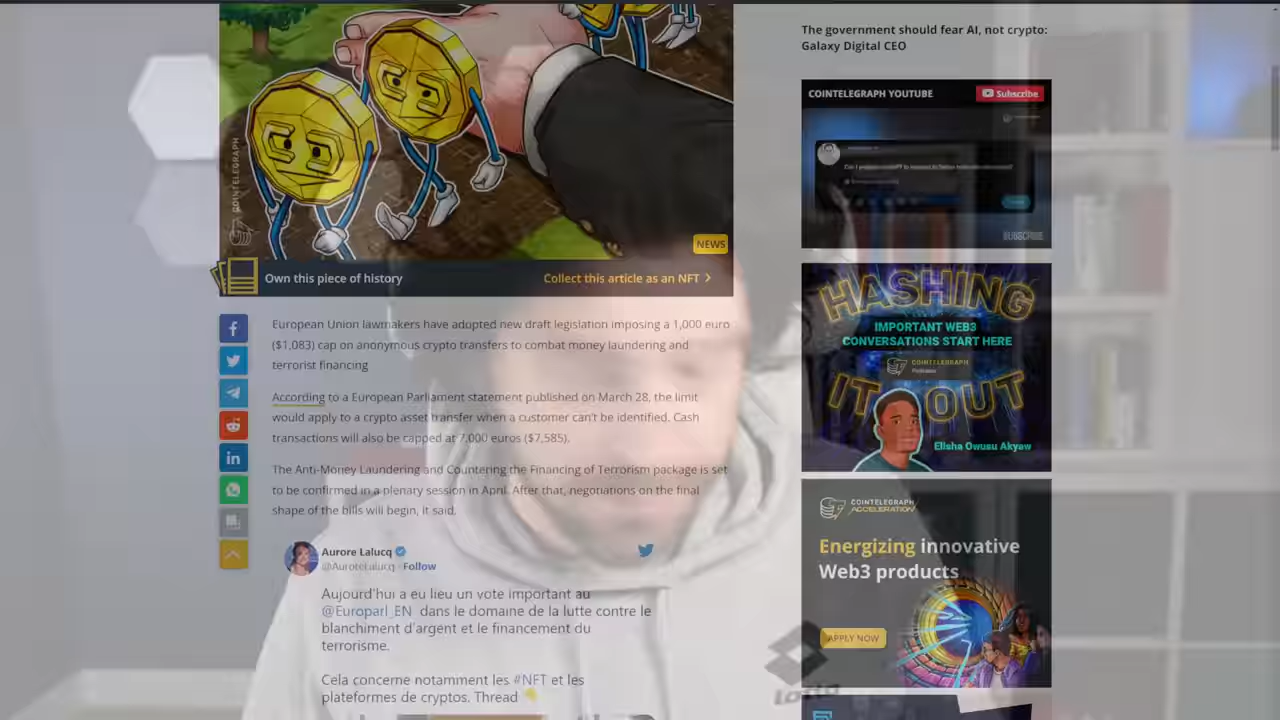 COINTELEGRAPH
NEWS
Own this piece of history
Collect this article as an NFT
European Union lawmakers have adopted new draft legislation imposing a 1,000 euro
($1,083) cap on anonymous crypto transfers to combat money laundering and
terrorist financing
According to a European Parliament statement published on March 28, the limit
would apply to a crypto asset transfer when a customer can't be identified. Cash
transactions will also be capped at 7,000 euros ($7,585).
The Anti-Money Laundering and Countering the Financing of Terrorism package is set
to be confirmed in a plenary session in April. After that, negotiations on the final
shape of the bills will begin, it said.
Aurore Lalucq
@AuroreLalucq · Follow
Aujourd'hui a eu lieu un vote important au
@Europarl_EN dans le domaine de la lutte contre le
blanchiment d'argent et le financement du
terrorisme.
Cela concerne notamment les #NFT et les
plateformes de cryptos. Thread
The government should fear AI, not crypto:
Galaxy Digital CEO
COINTELEGRAPH YOUTUBE
Subscribe
SUBSCRIBE
HASHING
IMPORTANT WEB3
CONVERSATIONS START HERE
COINTELEGRAPH
IT OUT
Elisha Owusu Akyaw
COINTELEGRAPH
ACCELERATION
Energizing innovative
Web3 products
APPLY NOW
lotto